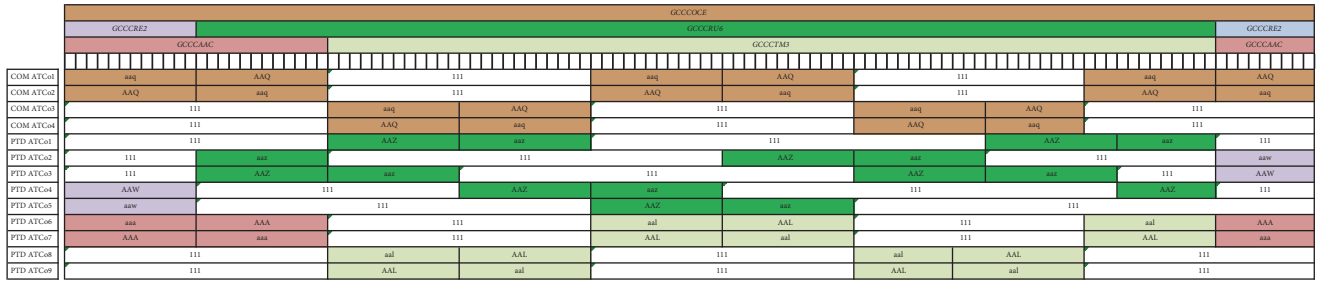 GCCCOCE
GCCCRE2 GCCCRU6 GCCCRE2
GCCCAAC GCCCTM3 GCCCAAC
COM ATCo1 aaq AAQ 111 aaq AAQ 111 aaq AAQ
COM ATCo2 AAQ aaq 111 AAQ aaq 111 AAQ aaq
COM ATCo3 111 aaq AAQ 111 aaq AAQ 111
COM ATCo4 111 AAQ aaq 111 AAQ aaq 111
PTD ATCo1 111 AAZ aaz 111 AAZ aaz 111
PTD ATCo2 111 aaz 111 AAZ aaz 111 aaw
PTD ATCo3 111 AAZ aaz 111 AAZ aaz 111 AAW
PTD ATCo4 AAW 111 AAZ aaz 111 AAZ 111
PTD ATCo5 aaw 111 AAZ aaz 111
PTD ATCo6 aaa AAA 111 aal AAL 111 aal AAA
PTD ATCo7 AAA aaa 111 AAL aal 111 AAL aaa
PTD ATCo8 111 aal AAL 111 aal AAL 111
PTD ATCo9 111 AAL aal 111 AAL aal 111